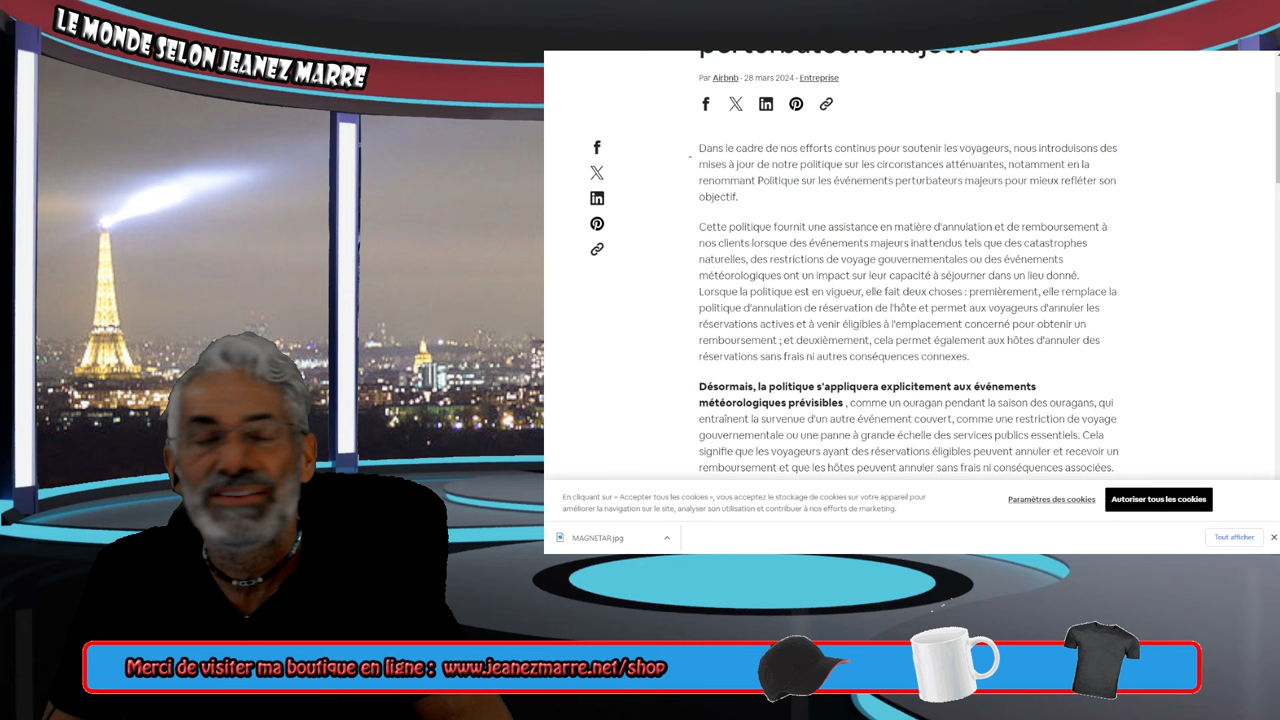 LE MONDE SELON JEANEZ MARRE
perturbateurs majeurs
Par Airbnb · 28 mars 2024 · Entreprise
Dans le cadre de nos efforts continus pour soutenir les voyageurs, nous introduisons des
mises à jour de notre politique sur les circonstances atténuantes, notamment en la
renommant Politique sur les événements perturbateurs majeurs pour mieux refléter son
objectif.
Cette politique fournit une assistance en matière d'annulation et de remboursement à
nos clients lorsque des événements majeurs inattendus tels que des catastrophes
naturelles, des restrictions de voyage gouvernementales ou des événements
météorologiques ont un impact sur leur capacité à séjourner dans un lieu donné.
Lorsque la politique est en vigueur, elle fait deux choses : premièrement, elle remplace la
politique d'annulation de réservation de l'hôte et permet aux voyageurs d'annuler les
réservations actives et à venir éligibles à l'emplacement concerné pour obtenir un
remboursement ; et deuxièmement, cela permet également aux hôtes d'annuler des
réservations sans frais ni autres conséquences connexes.
Désormais, la politique s'appliquera explicitement aux événements
météorologiques prévisibles , comme un ouragan pendant la saison des ouragans, qui
entraînent la survenue d'un autre événement couvert, comme une restriction de voyage
gouvernementale ou une panne à grande échelle des services publics essentiels. Cela
signifie que les voyageurs ayant des réservations éligibles peuvent annuler et recevoir un
remboursement et que les hôtes peuvent annuler sans frais ni conséquences associées.
En cliquant sur « Accepter tous les cookies », vous acceptez le stockage de cookies sur votre appareil pour
améliorer la navigation sur le site, analyser son utilisation et contribuer à nos efforts de marketing.
Paramètres des cookies
Autoriser tous les cookies
MAGNETAR.jpg
Tout afficher
Merci de visiter ma boutique en ligne : www.jeanezmarre.net/shop